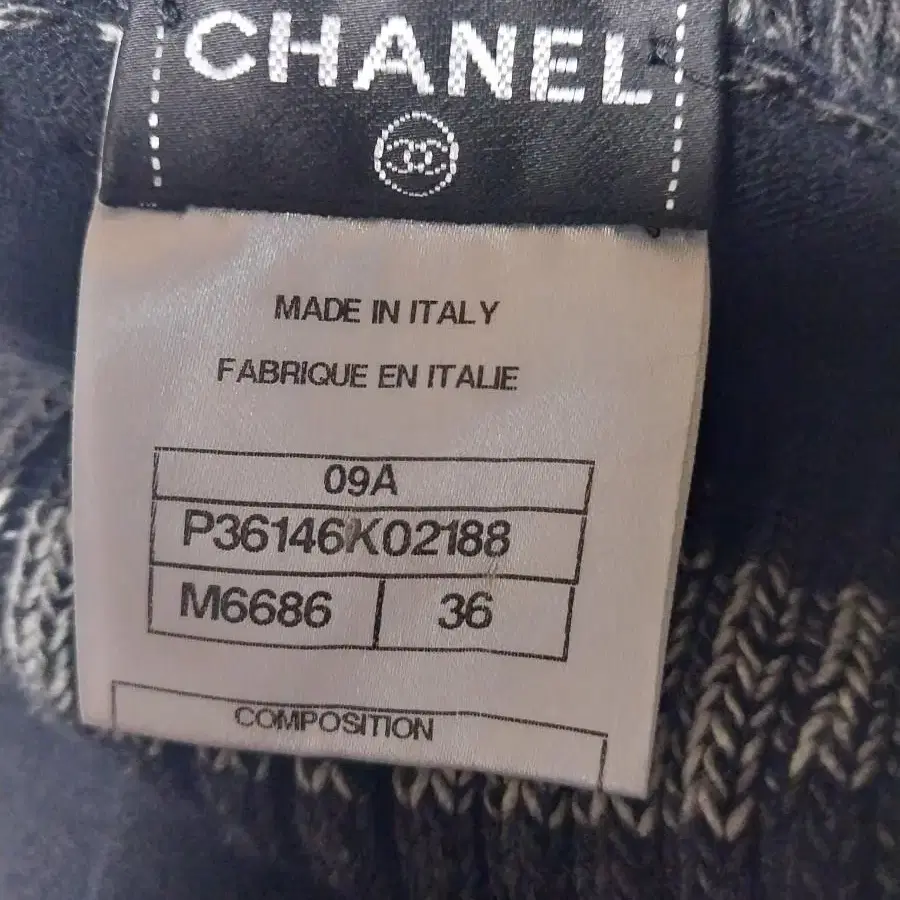 CHANEL
MADE IN ITALY
FABRIQUE EN ITALIE
09A
P36146K02188
M6686 36
COMPOSITION